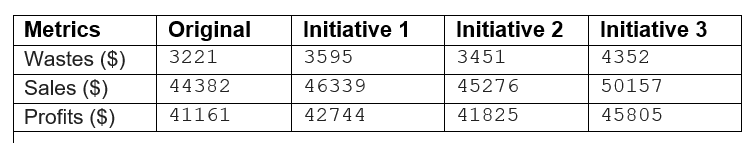 Metrics Original Initiative 1 Initiative 2 Initiative 3
Wastes ($) 3221 3595 3451 4352
Sales ($) 44382 46339 45276 50157
Profits ($) 41161 42744 41825 45805